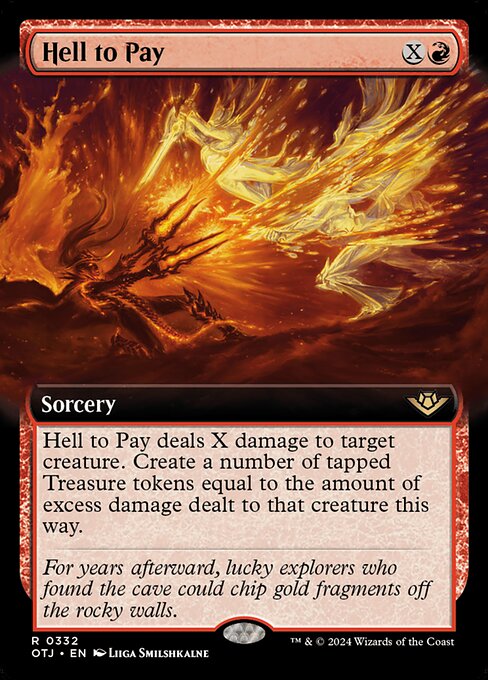 Hell to Pay X
Sorcery
Hell to Pay deals X damage to target
creature. Create a number of tapped
Treasure tokens equal to the amount of
excess damage dealt to that creature this
way.
For years afterward, lucky explorers who
found the cave could chip gold fragments off
the rocky walls.
R 0332
OTJ • EN LIIGA SMILSHKALNE
™ & © 2024 Wizards of the Coast